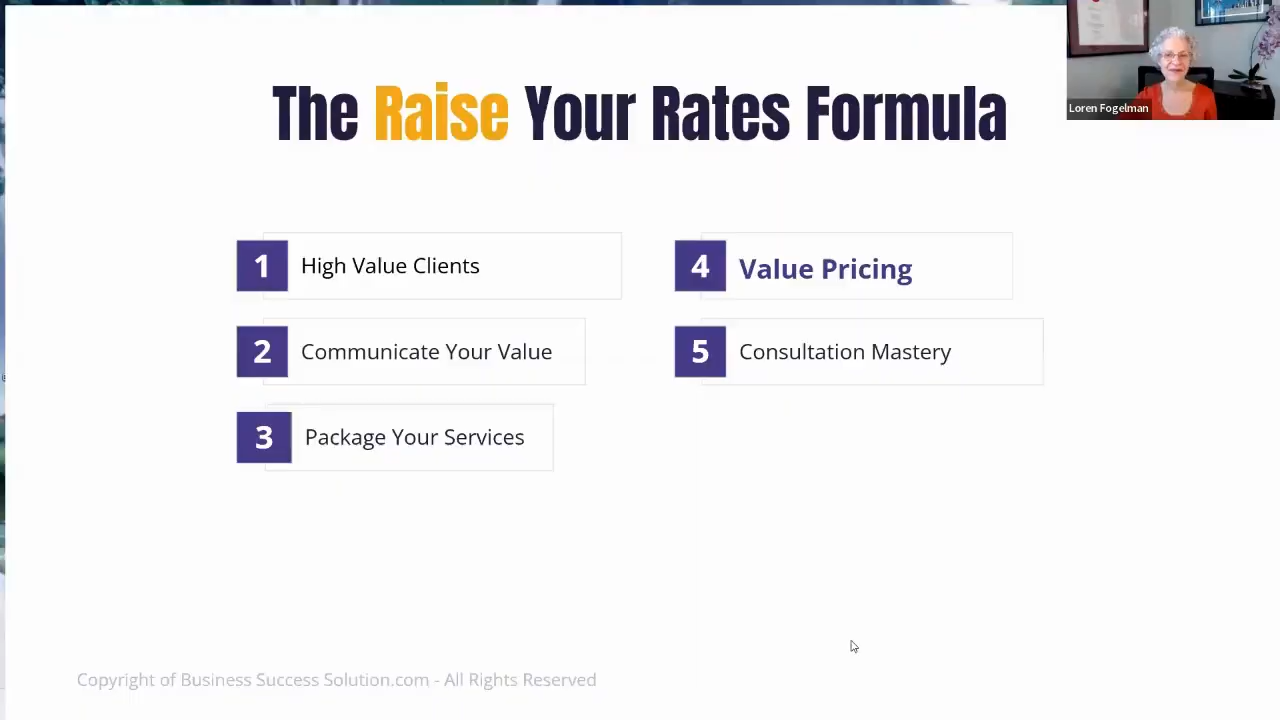 The Raise Your Rates Formula
Loren Fogelman
1 High Value Clients
2 Communicate Your Value
3 Package Your Services
4 Value Pricing
5 Consultation Mastery
Copyright of Business Success Solution.com - All Rights Reserved